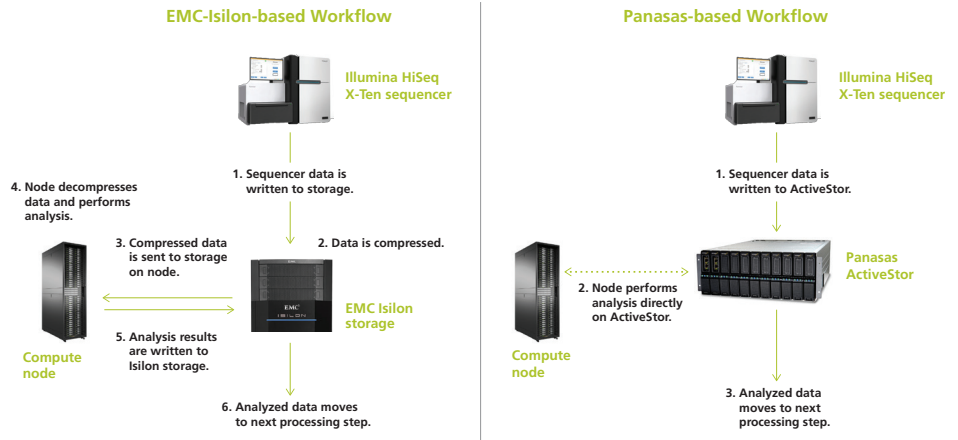 EMC-Isilon-based Workflow
Illumina HiSeq
X-Ten sequencer
1. Sequencer data is
written to storage.
4. Node decompresses
data and performs
analysis.
3. Compressed data
is sent to storage
on node.
2. Data is compressed.
EMC²
ISILON
EMC Isilon
storage
5. Analysis results
are written to
Isilon storage.
Compute
node
6. Analyzed data moves
to next processing step.
Panasas-based Workflow
Illumina HiSeq
X-Ten sequencer
1. Sequencer data is
written to ActiveStor.
Panasas
ActiveStor
2. Node performs
analysis directly
on ActiveStor.
Compute
node
3. Analyzed data
moves to next
processing step.